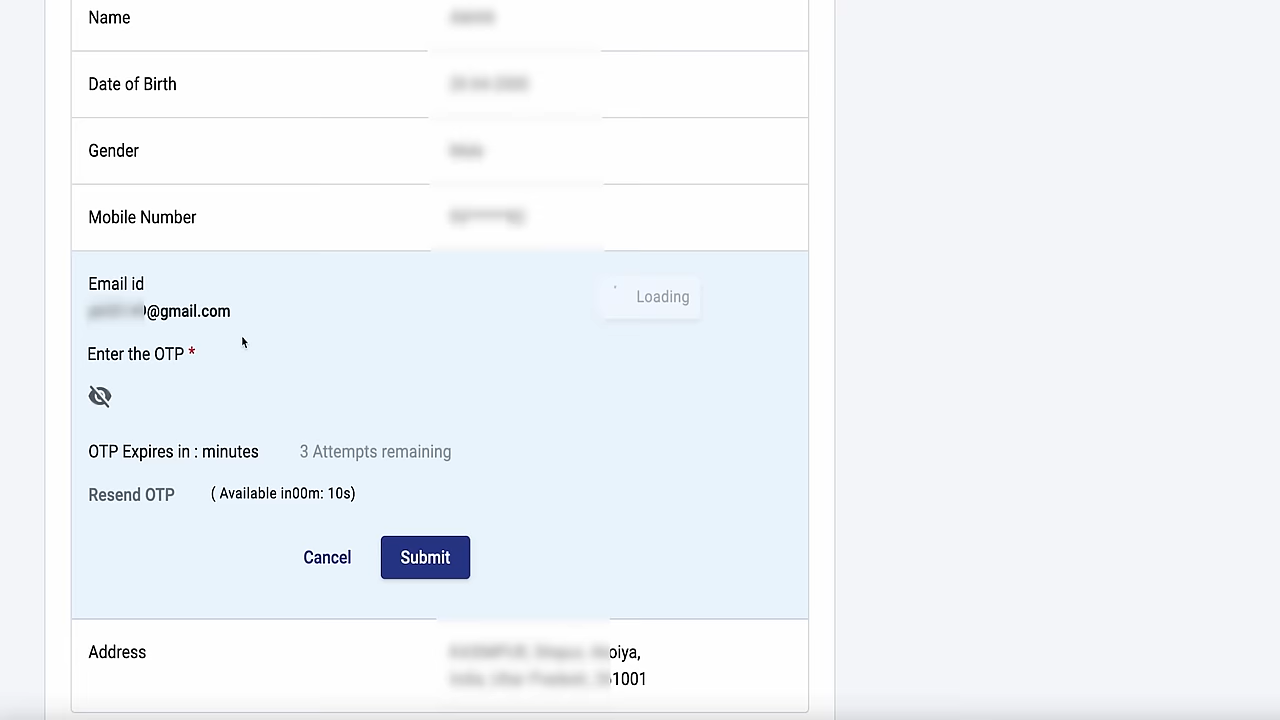 Name
Date of Birth
Gender
Mobile Number
Email id
@gmail.com
Loading
Enter the OTP *
OTP Expires in : minutes 3 Attempts remaining
Resend OTP ( Available in00m: 10s)
Cancel Submit
Address
oiya,
1001